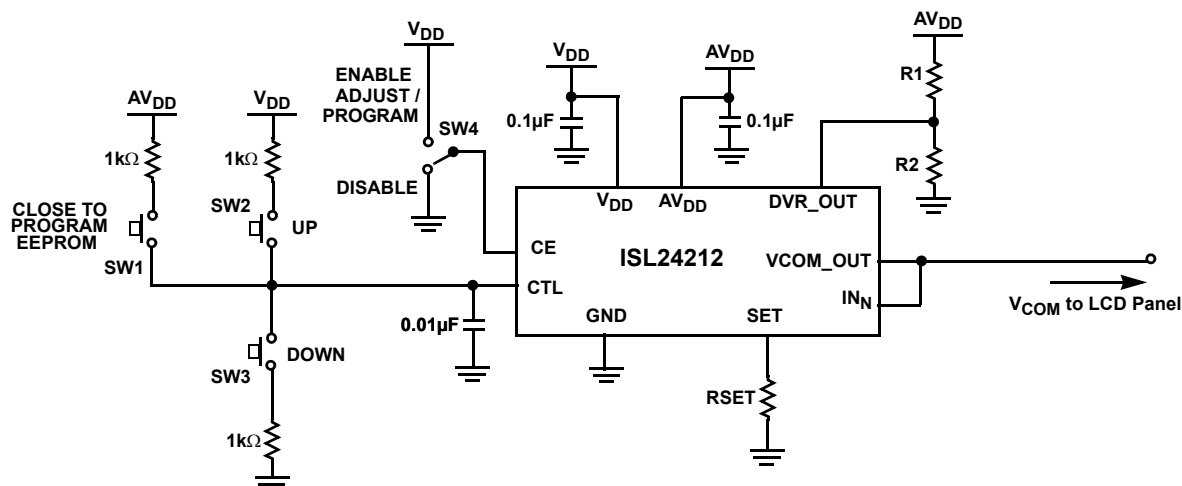 VDD
AVDD
VDD
AVDD
ENABLE
ADJUST /
PROGRAM
R1
AVDD
VDD
0.1µF
0.1µF
SW4
1kΩ
1kΩ
R2
DISABLE
VDD
AVDD
DVR_OUT
CLOSE TO
PROGRAM
EEPROM
SW2
UP
CE
ISL24212
VCOM_OUT
SW1
CTL
INN
VCOM to LCD Panel
0.01µF
GND
SET
DOWN
SW3
RSET
1kΩ